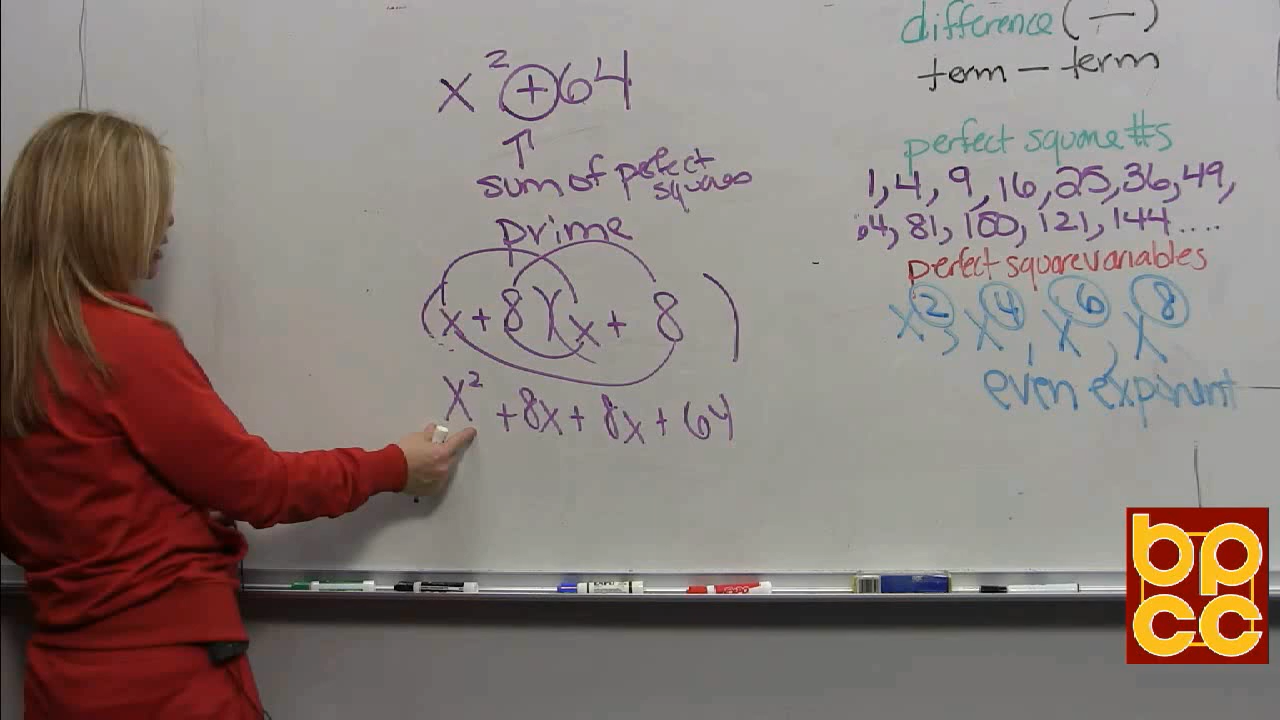 x² + 64
↑
sum of perfect
squares
prime
(x + 8)(x + 8)
x² + 8x + 8x + 64
difference (—)
term — term
perfect square #s
1, 4, 9, 16, 25, 36, 49,
64, 81, 100, 121, 144....
perfect square variables
x², x⁴, x⁶, x⁸
even exponent
bp
cc